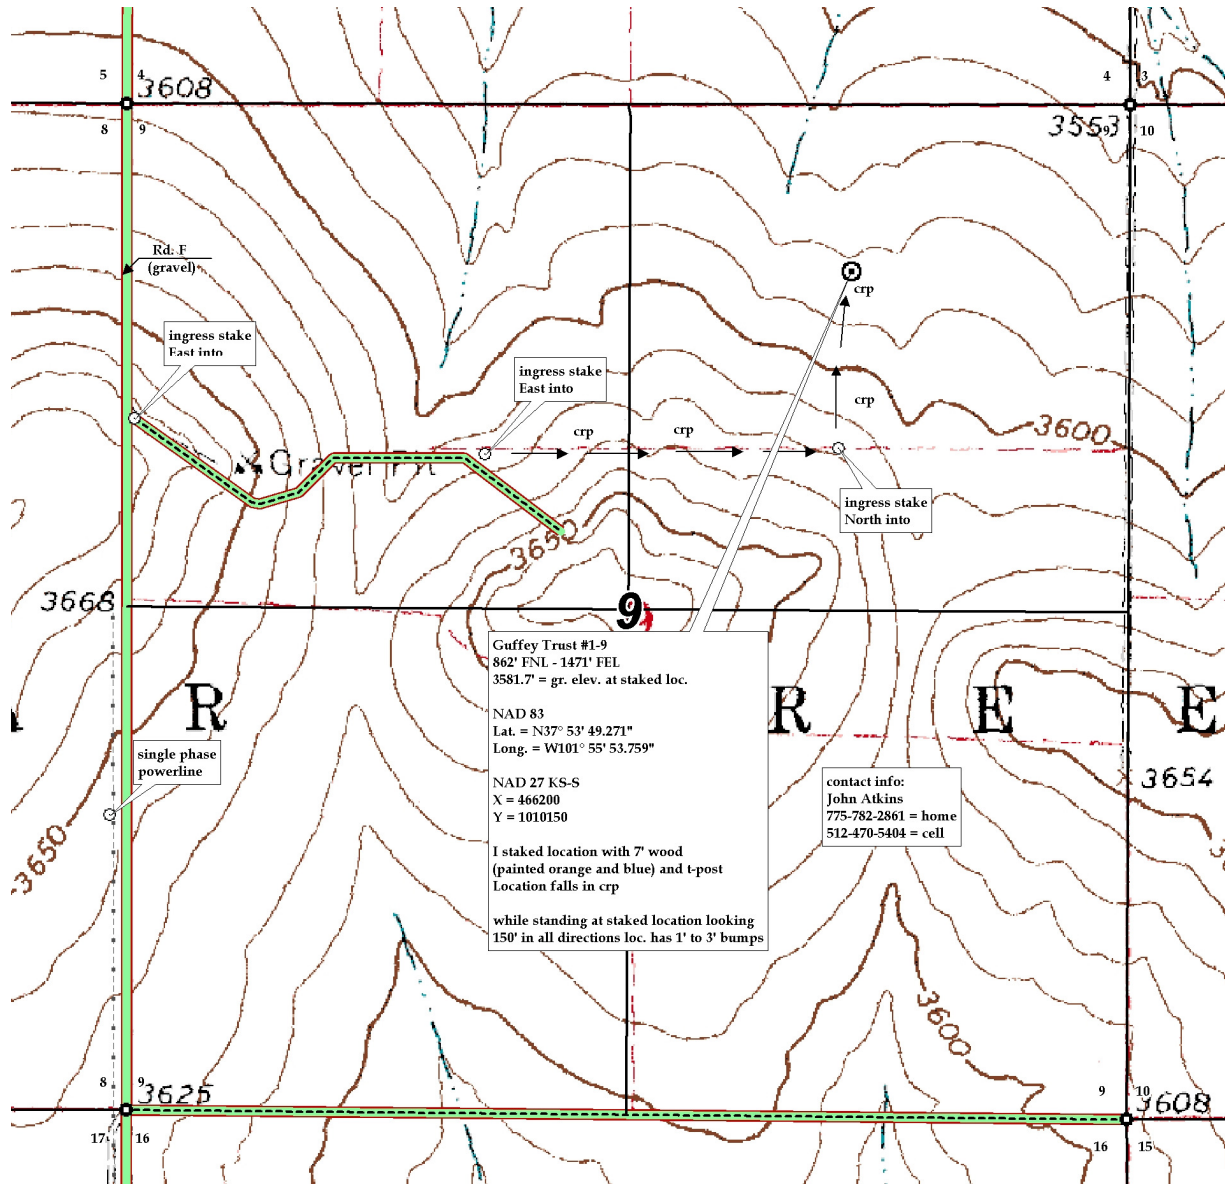 5 4
3608
8 9
4 3
3553
9 10
Rd. F
(gravel)
crp
ingress stake
East into
ingress stake
East into
crp
crp
crp
3600
Gravel Pit
ingress stake
North into
3650
3668
9
Guffey Trust #1-9
862' FNL - 1471' FEL
3581.7' = gr. elev. at staked loc.
NAD 83
Lat. = N37° 53' 49.271"
Long. = W101° 55' 53.759"
NAD 27 KS-S
X = 466200
Y = 1010150
I staked location with 7' wood
(painted orange and blue) and t-post
Location falls in crp
while standing at staked location looking
150' in all directions loc. has 1' to 3' bumps
R R E E
single phase
powerline
3654
contact info:
John Atkins
775-782-2861 = home
512-470-5404 = cell
3650
3600
8 9
3625
9 10
3608
17 16
16 15